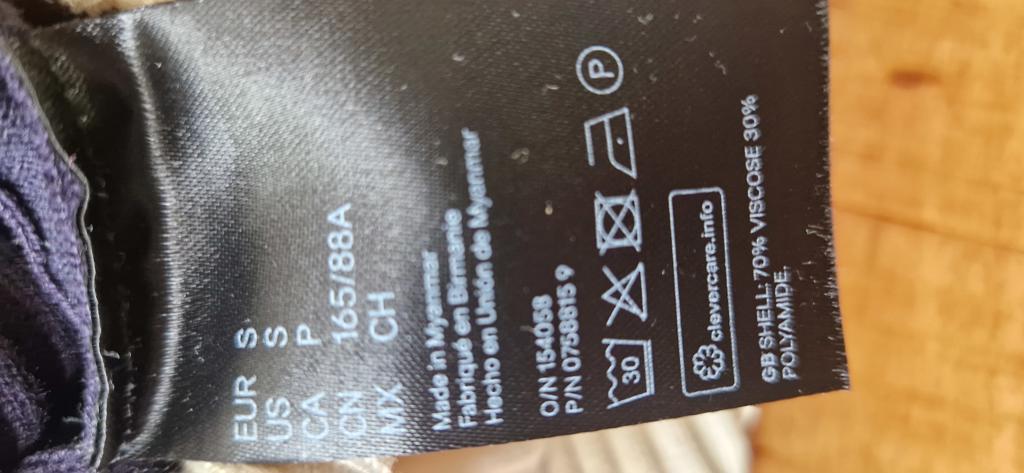 EUR S
US S
CA P
CN 165/88A
MX CH
Made in Myanmar
Fabriqué en Birmanie
Hecho en Unión de Myanmar
O/N 154058
P/N 0758815 9
30 P
clevercare.info
GB SHELL: 70% VISCOSE 30%
POLYAMIDE